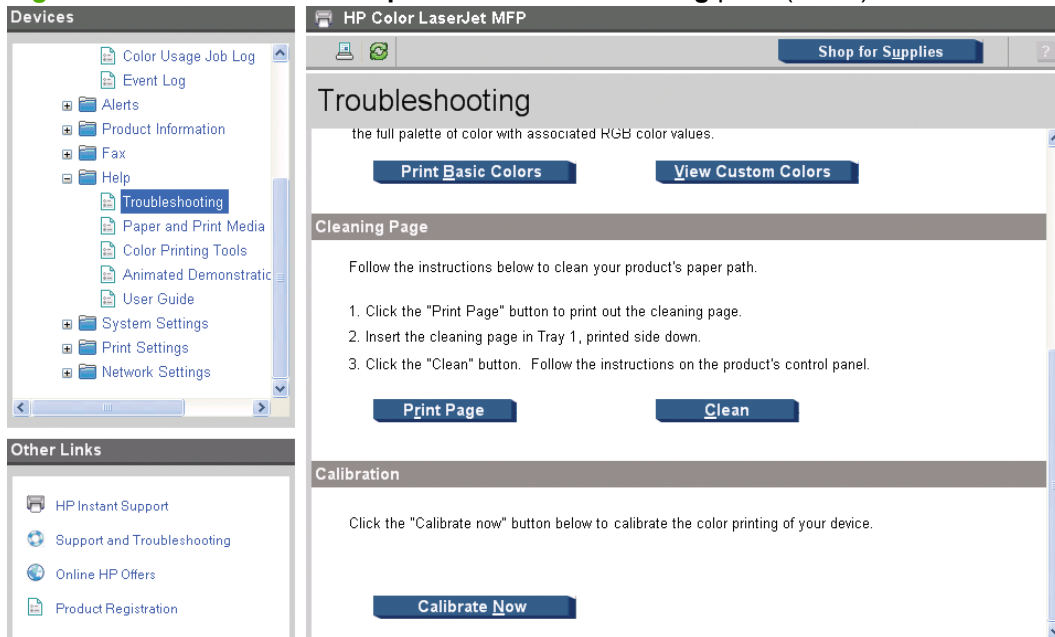 Devices
Color Usage Job Log
Event Log
Alerts
Product Information
Fax
Help
Troubleshooting
Paper and Print Media
Color Printing Tools
Animated Demonstratic
User Guide
System Settings
Print Settings
Network Settings
Other Links
HP Instant Support
Support and Troubleshooting
Online HP Offers
Product Registration
HP Color LaserJet MFP
Shop for Supplies
?
Troubleshooting
the full palette of color with associated RGB color values.
Print Basic Colors
View Custom Colors
Cleaning Page
Follow the instructions below to clean your product's paper path.
1. Click the "Print Page" button to print out the cleaning page.
2. Insert the cleaning page in Tray 1, printed side down.
3. Click the "Clean" button. Follow the instructions on the product's control panel.
Print Page
Clean
Calibration
Click the "Calibrate now" button below to calibrate the color printing of your device.
Calibrate Now